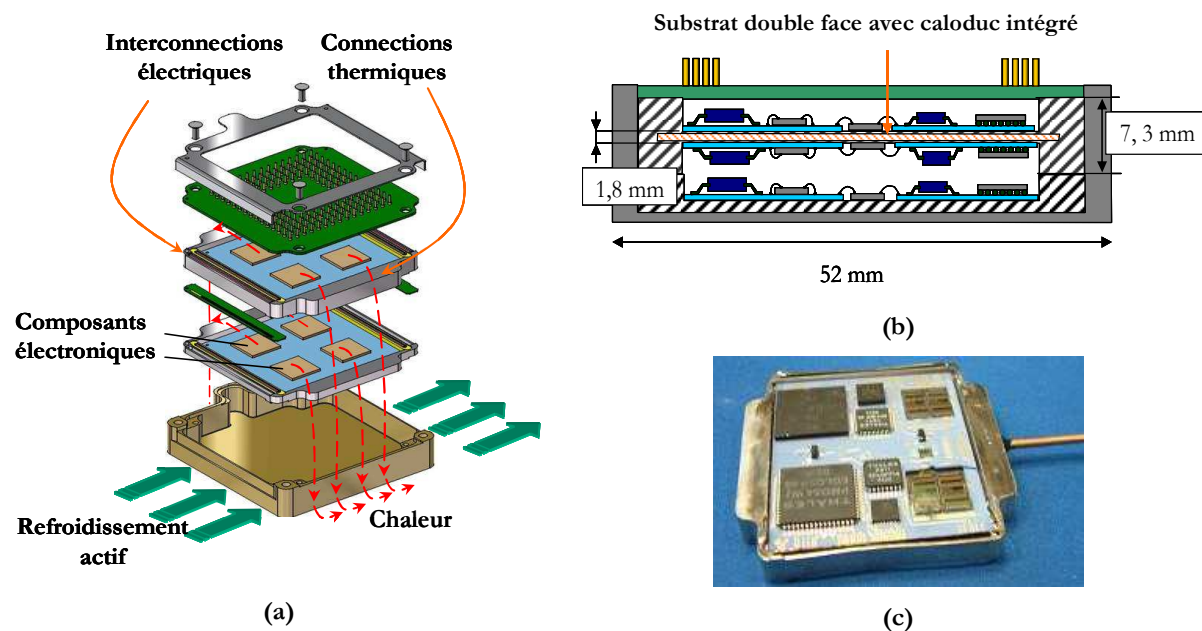 Interconnections
électriques
Connections
thermiques
Composants
électroniques
Refroidissement
actif
Chaleur
(a)
Substrat double face avec caloduc intégré
7, 3 mm
1,8 mm
52 mm
(b)
(c)